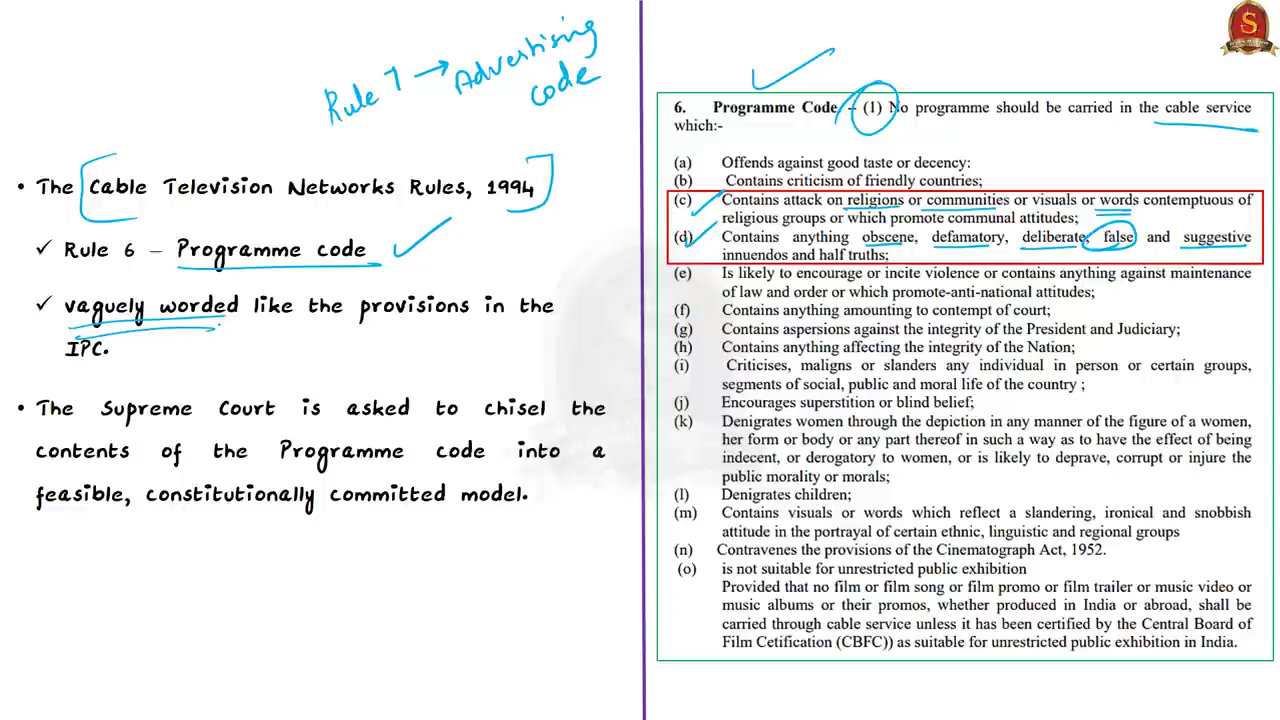 Rule 7 → Advertising
code
• The Cable Television Networks Rules, 1994
✓ Rule 6 – Programme code
✓ vaguely worded like the provisions in the
IPC.
• The Supreme Court is asked to chisel the
contents of the Programme code into a
feasible, constitutionally committed model.
S
6. Programme Code – (1) No programme should be carried in the cable service
which:-
(a) Offends against good taste or decency:
(b) Contains criticism of friendly countries;
(c) Contains attack on religions or communities or visuals or words contemptuous of
religious groups or which promote communal attitudes;
(d) Contains anything obscene, defamatory, deliberate, false and suggestive
innuendos and half truths;
(e) Is likely to encourage or incite violence or contains anything against maintenance
of law and order or which promote-anti-national attitudes;
(f) Contains anything amounting to contempt of court;
(g) Contains aspersions against the integrity of the President and Judiciary;
(h) Contains anything affecting the integrity of the Nation;
(i) Criticises, maligns or slanders any individual in person or certain groups,
segments of social, public and moral life of the country ;
(j) Encourages superstition or blind belief;
(k) Denigrates women through the depiction in any manner of the figure of a women,
her form or body or any part thereof in such a way as to have the effect of being
indecent, or derogatory to women, or is likely to deprave, corrupt or injure the
public morality or morals;
(l) Denigrates children;
(m) Contains visuals or words which reflect a slandering, ironical and snobbish
attitude in the portrayal of certain ethnic, linguistic and regional groups
(n) Contravenes the provisions of the Cinematograph Act, 1952.
(o) is not suitable for unrestricted public exhibition
Provided that no film or film song or film promo or film trailer or music video or
music albums or their promos, whether produced in India or abroad, shall be
carried through cable service unless it has been certified by the Central Board of
Film Cetification (CBFC)) as suitable for unrestricted public exhibition in India.